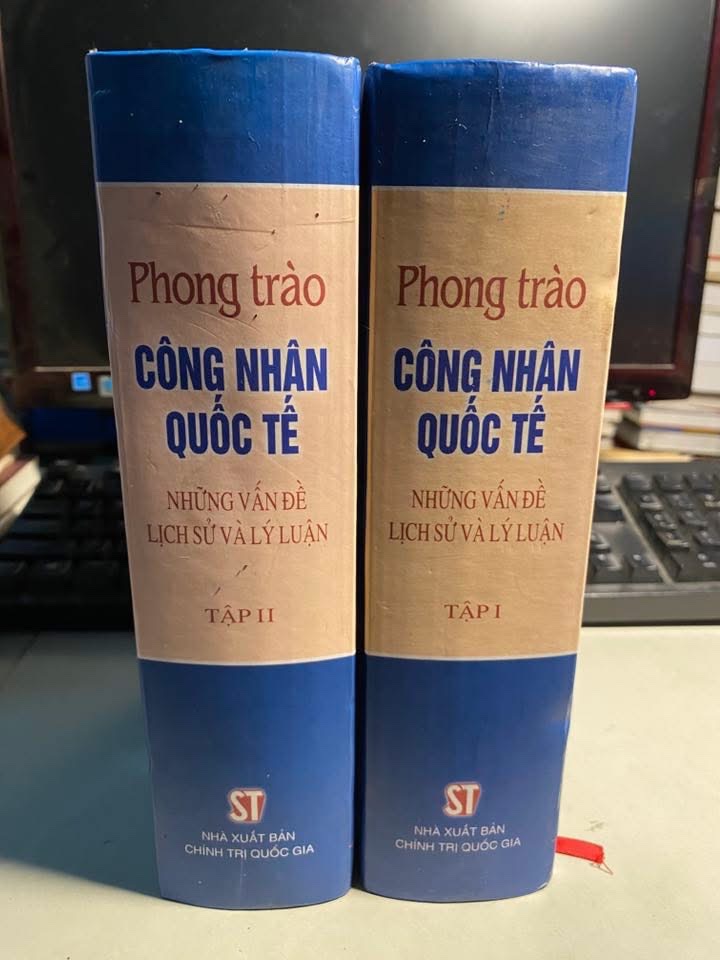 Phong trào
CÔNG NHÂN
QUỐC TẾ
NHỮNG VẤN ĐỀ
LỊCH SỬ VÀ LÝ LUẬN
TẬP II
ST
NHÀ XUẤT BẢN
CHÍNH TRỊ QUỐC GIA
Phong trào
CÔNG NHÂN
QUỐC TẾ
NHỮNG VẤN ĐỀ
LỊCH SỬ VÀ LÝ LUẬN
TẬP I
ST
NHÀ XUẤT BẢN
CHÍNH TRỊ QUỐC GIA